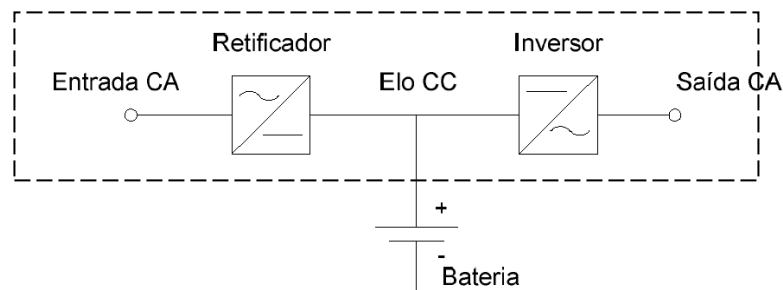 Retificador
Inversor
Entrada CA
Elo CC
Saída CA
+
-
Bateria